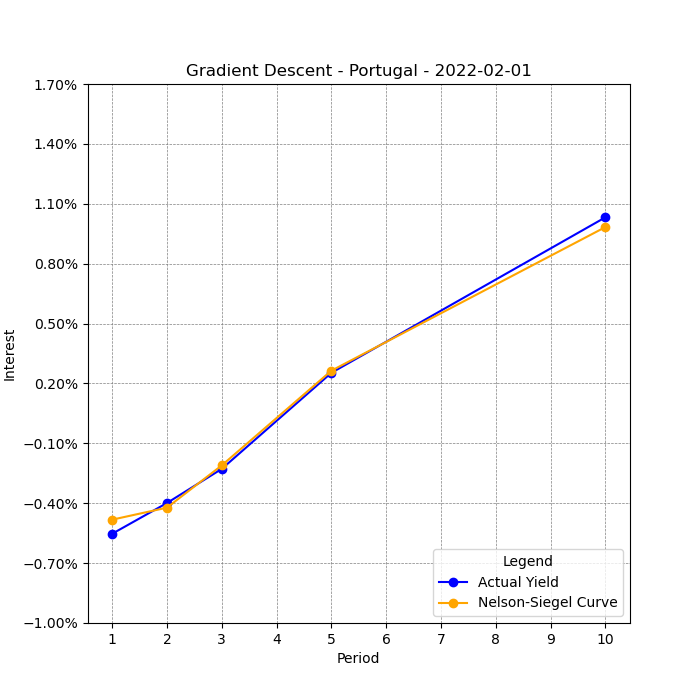 Gradient Descent - Portugal - 2022-02-01
1.70%
1.40%
1.10%
0.80%
0.50%
0.20%
−0.10%
−0.40%
−0.70%
−1.00%
Interest
1 2 3 4 5 6 7 8 9 10
Period
Legend
Actual Yield
Nelson-Siegel Curve